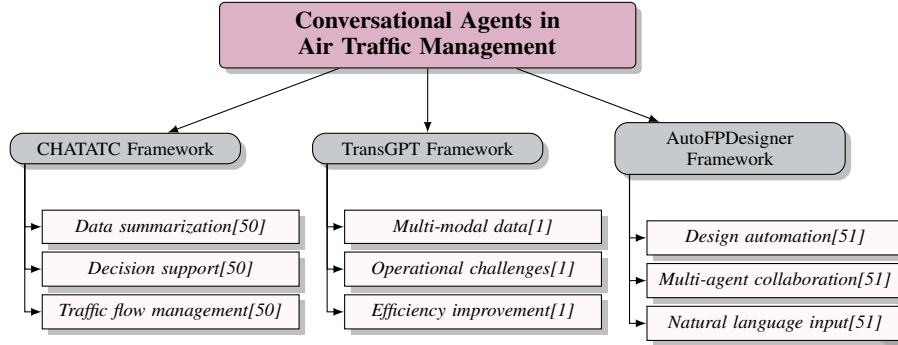 Conversational Agents in
Air Traffic Management
CHATATC Framework
Data summarization[50]
Decision support[50]
Traffic flow management[50]
TransGPT Framework
Multi-modal data[1]
Operational challenges[1]
Efficiency improvement[1]
AutoFPDesigner
Framework
Design automation[51]
Multi-agent collaboration[51]
Natural language input[51]